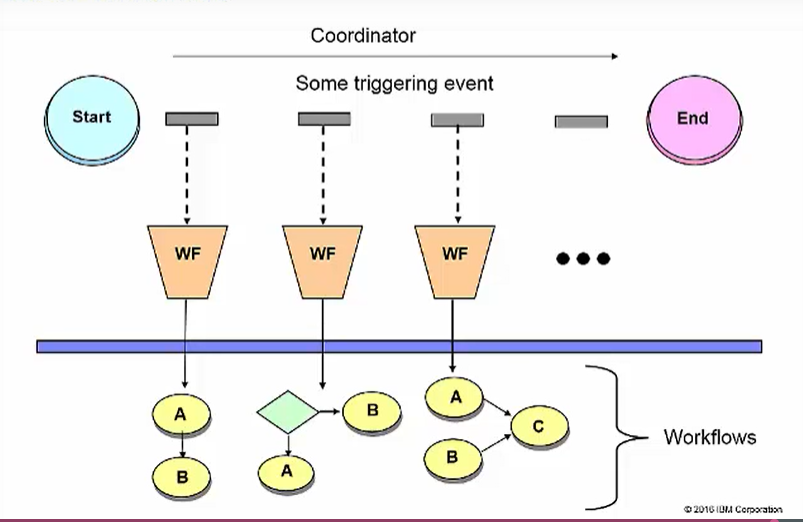 Coordinator
Some triggering event
Start
End
WF
WF
WF
A
B
B
A
A
B
C
Workflows
© 2016 IBM Corporation